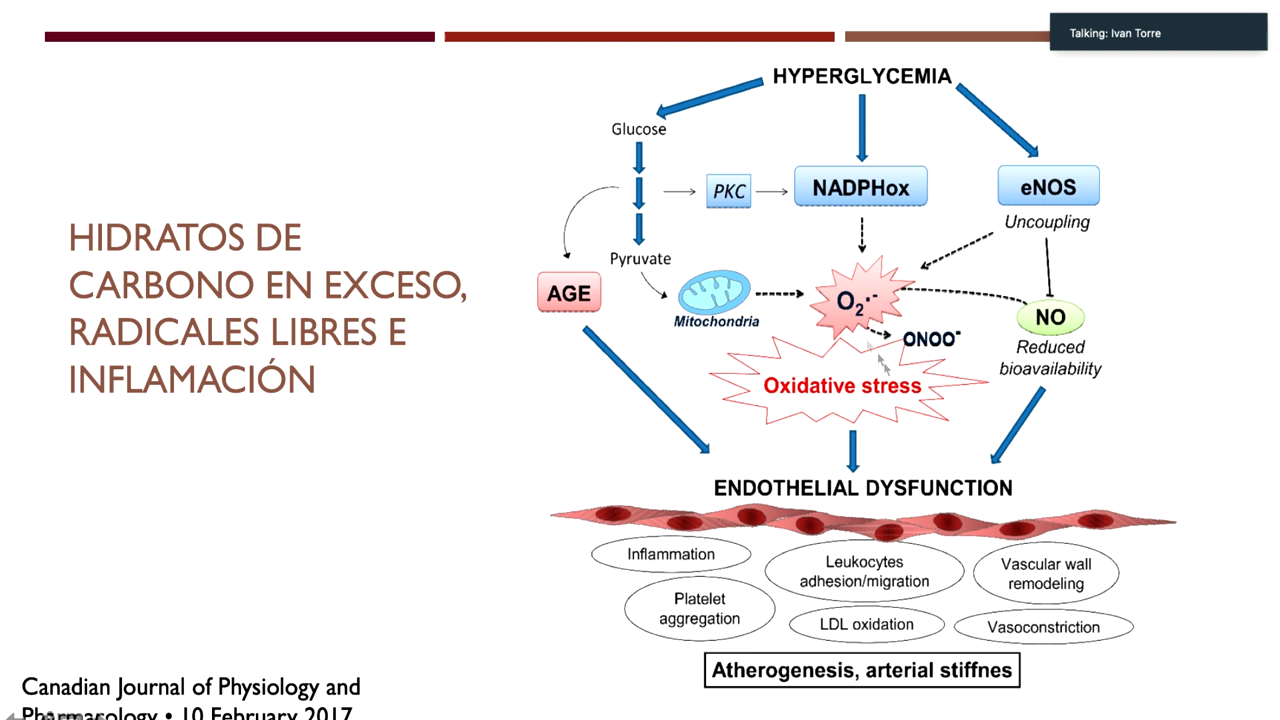 Talking: Ivan Torre
HIDRATOS DE
CARBONO EN EXCESO,
RADICALES LIBRES E
INFLAMACIÓN
HYPERGLYCEMIA
Glucose
PKC
NADPHox
eNOS
Uncoupling
Pyruvate
AGE
Mitochondria
O₂·⁻
ONOO⁻
NO
Reduced
bioavailability
Oxidative stress
ENDOTHELIAL DYSFUNCTION
Inflammation
Leukocytes
adhesion/migration
Vascular wall
remodeling
Platelet
aggregation
LDL oxidation
Vasoconstriction
Atherogenesis, arterial stiffnes
Canadian Journal of Physiology and
Pharmacology • 10 February 2017